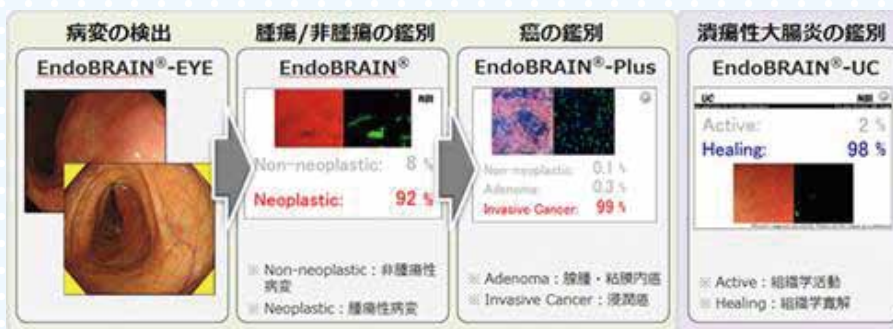 病変の検出
EndoBRAIN®-EYE
腫瘍/非腫瘍の鑑別
EndoBRAIN®
NBI
Non-neoplastic: 8 %
Neoplastic: 92 %
※ Non-neoplastic：非腫瘍性
病変
※ Neoplastic：腫瘍性病変
癌の鑑別
EndoBRAIN®-Plus
Non-neoplastic: 0.1 %
Adenoma: 0.3 %
Invasive Cancer: 99 %
※ Adenoma：腺腫・粘膜内癌
※ Invasive Cancer：浸潤癌
潰瘍性大腸炎の鑑別
EndoBRAIN®-UC
UC NBI
Active: 2 %
Healing: 98 %
※ Active：組織学活動
※ Healing：組織学寛解